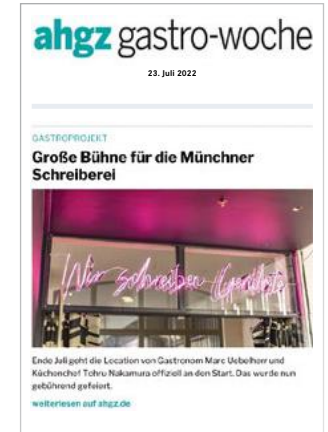 ahgz gastro-woche
23. Juli 2022
GASTROPROJEKT
Große Bühne für die Münchner
Schreiberei
Wir schreiben Geschichte
Ende Juli geht die Location von Gastronom Marc Uebelherr und
Küchenchef Tohru Nakamura offiziell an den Start. Das wurde nun
gebührend gefeiert.
weiterlesen auf ahgz.de